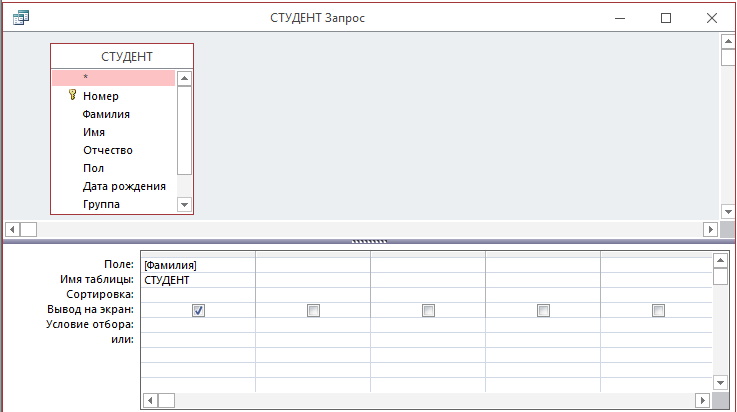 СТУДЕНТ Запрос
СТУДЕНТ
*
Номер
Фамилия
Имя
Отчество
Пол
Дата рождения
Группа
Поле: [Фамилия]
Имя таблицы: СТУДЕНТ
Сортировка:
Вывод на экран:
Условие отбора:
или: